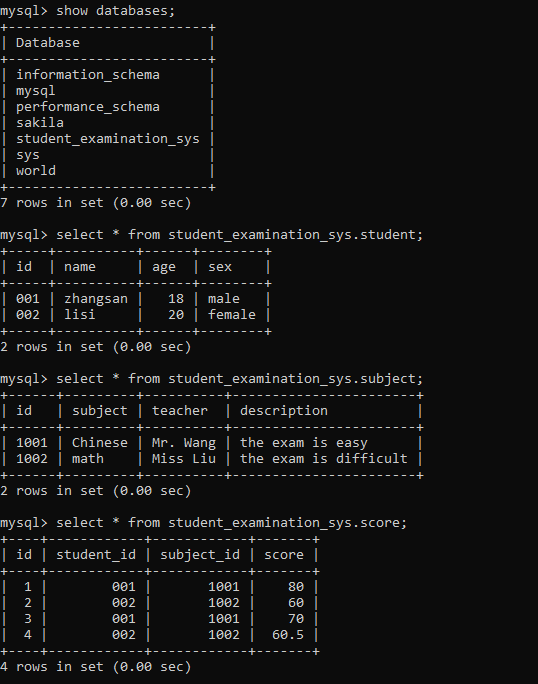 mysql> show databases;
+-------------------------+
| Database                |
+-------------------------+
| information_schema      |
| mysql                   |
| performance_schema      |
| sakila                  |
| student_examination_sys |
| sys                     |
| world                   |
+-------------------------+
7 rows in set (0.00 sec)

mysql> select * from student_examination_sys.student;
+-----+----------+------+--------+
| id  | name     | age  | sex    |
+-----+----------+------+--------+
| 001 | zhangsan |   18 | male   |
| 002 | lisi     |   20 | female |
+-----+----------+------+--------+
2 rows in set (0.00 sec)

mysql> select * from student_examination_sys.subject;
+------+---------+----------+-----------------------+
| id   | subject | teacher  | description           |
+------+---------+----------+-----------------------+
| 1001 | Chinese | Mr. Wang | the exam is easy      |
| 1002 | math    | Miss Liu | the exam is difficult |
+------+---------+----------+-----------------------+
2 rows in set (0.00 sec)

mysql> select * from student_examination_sys.score;
+----+------------+------------+-------+
| id | student_id | subject_id | score |
+----+------------+------------+-------+
|  1 |        001 |       1001 |    80 |
|  2 |        002 |       1002 |    60 |
|  3 |        001 |       1001 |    70 |
|  4 |        002 |       1002 |  60.5 |
+----+------------+------------+-------+
4 rows in set (0.00 sec)